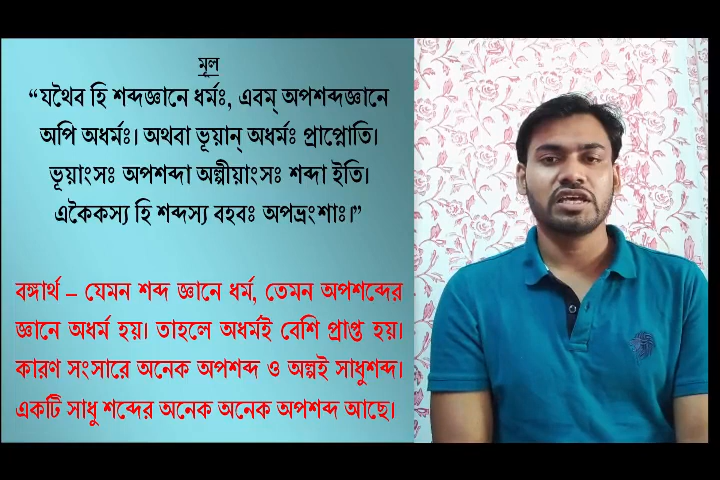 মূল
“যথৈব হি শব্দজ্ঞানে ধর্মঃ, এবম্ অপশব্দজ্ঞানে
অপি অধর্মঃ। অথবা ভূয়ান্ অধর্মঃ প্রাপ্নোতি।
ভূয়াংসঃ অপশব্দা অল্পীয়াংসঃ শব্দা ইতি।
একৈকস্য হি শব্দস্য বহবঃ অপভ্রংশাঃ।”
বঙ্গার্থ – যেমন শব্দ জ্ঞানে ধর্ম, তেমন অপশব্দের
জ্ঞানে অধর্ম হয়। তাহলে অধর্মই বেশি প্রাপ্ত হয়।
কারণ সংসারে অনেক অপশব্দ ও অল্পই সাধুশব্দ।
একটি সাধু শব্দের অনেক অনেক অপশব্দ আছে।